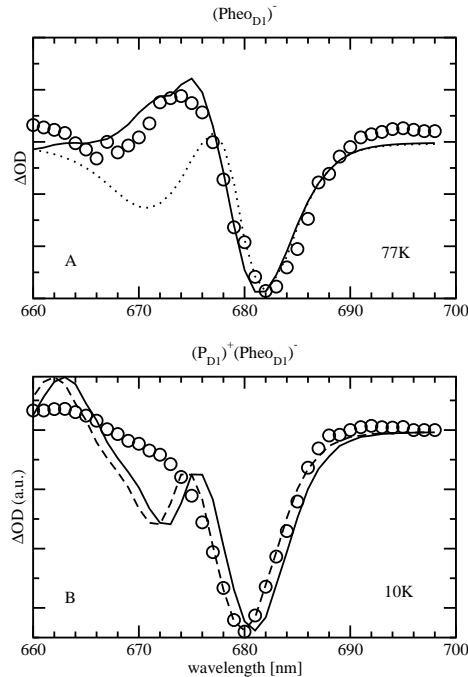 (Pheo_D1)^-
ΔOD
A
77K
660 670 680 690 700
(P_D1)^+(Pheo_D1)^-
ΔOD (a.u.)
B
10K
660 670 680 690 700
wavelength [nm]